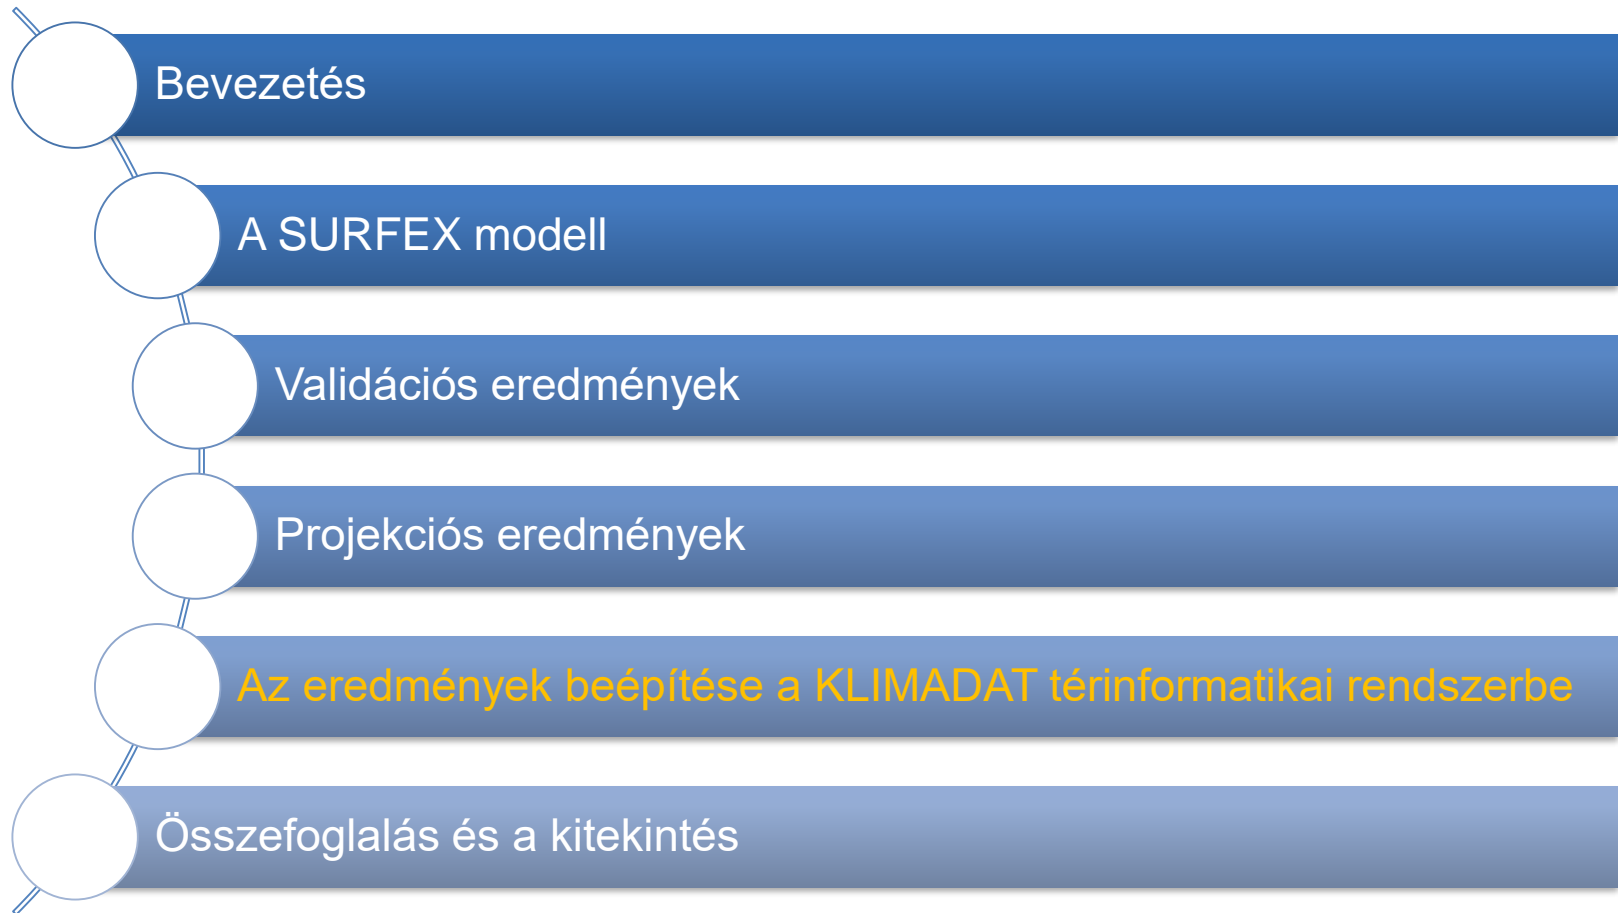 Bevezetés
A SURFEX modell
Validációs eredmények
Projekciós eredmények
Az eredmények beépítése a KLIMADAT térinformatikai rendszerbe
Összefoglalás és a kitekintés